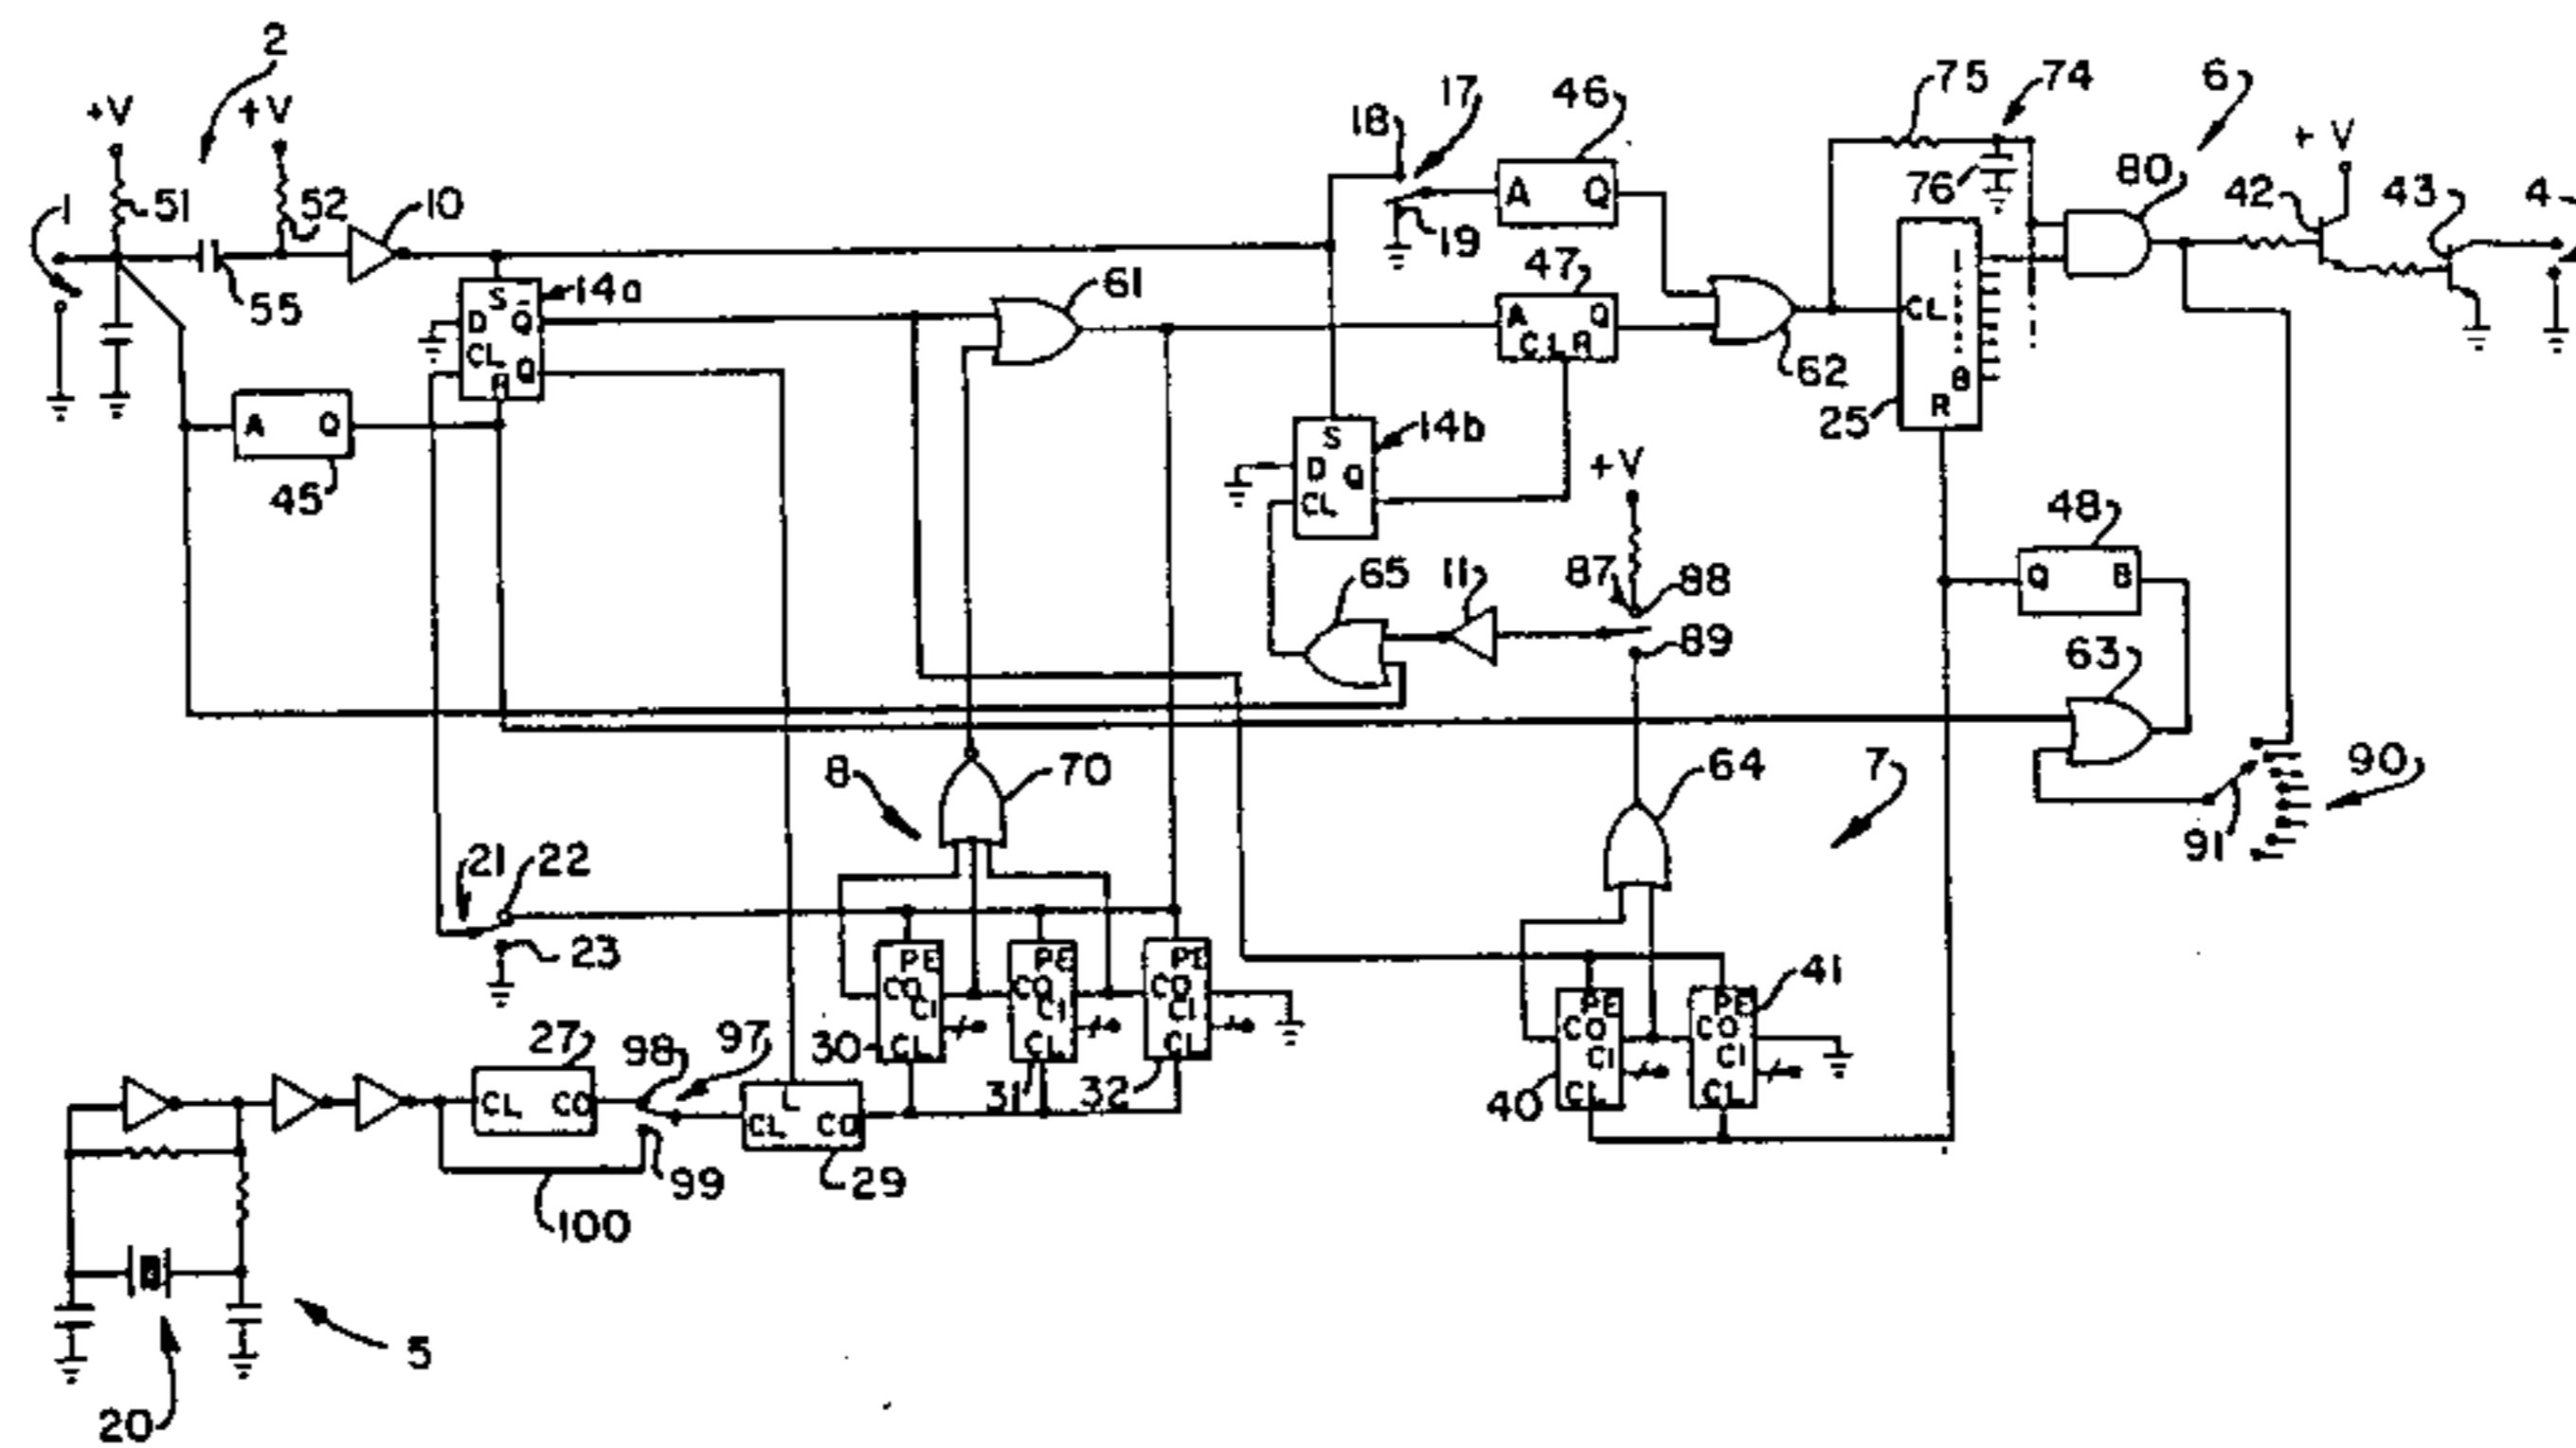 2
+V
+V
1
51
52
10
55
14a
S
D
Q̅
CL
R
Q
A Q
45
61
18
17
46
A Q
19
47
A Q
CLR
14b
S
D Q
CL
62
75
74
76
6
80
CL
1
8
R
25
+V
42
43
4
+V
65
11
87
88
89
48
Q B
63
90
91
8
70
64
7
21
22
23
PE
CO
CI
CL
30
PE
CO
CI
CL
31
PE
CO
CI
CL
32
PE
CO
CI
CL
40
PE
CO
CI
CL
41
27
CL CO
98
97
99
100
L
CL CO
29
20
5